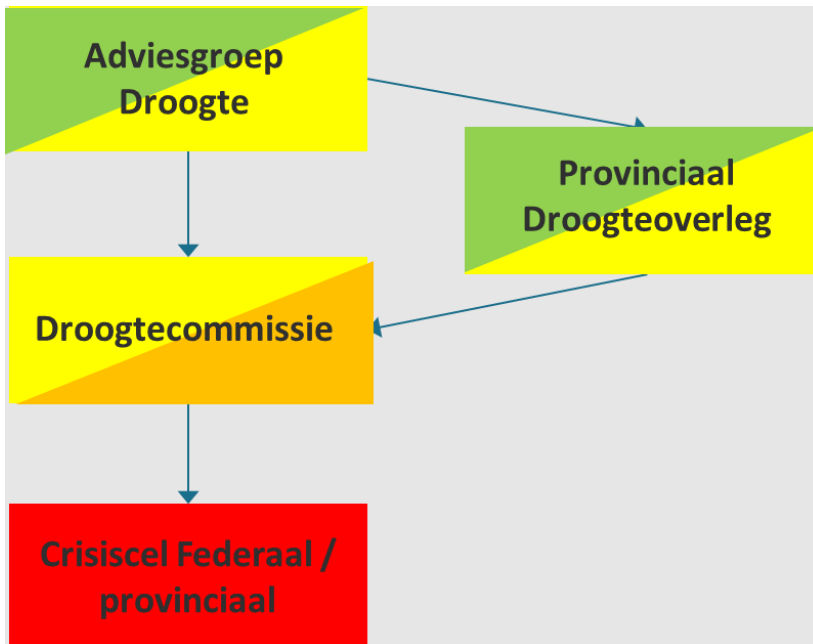 Adviesgroep
Droogte
Provinciaal
Droogteoverleg
Droogtecommissie
Crisiscel Federaal /
provinciaal